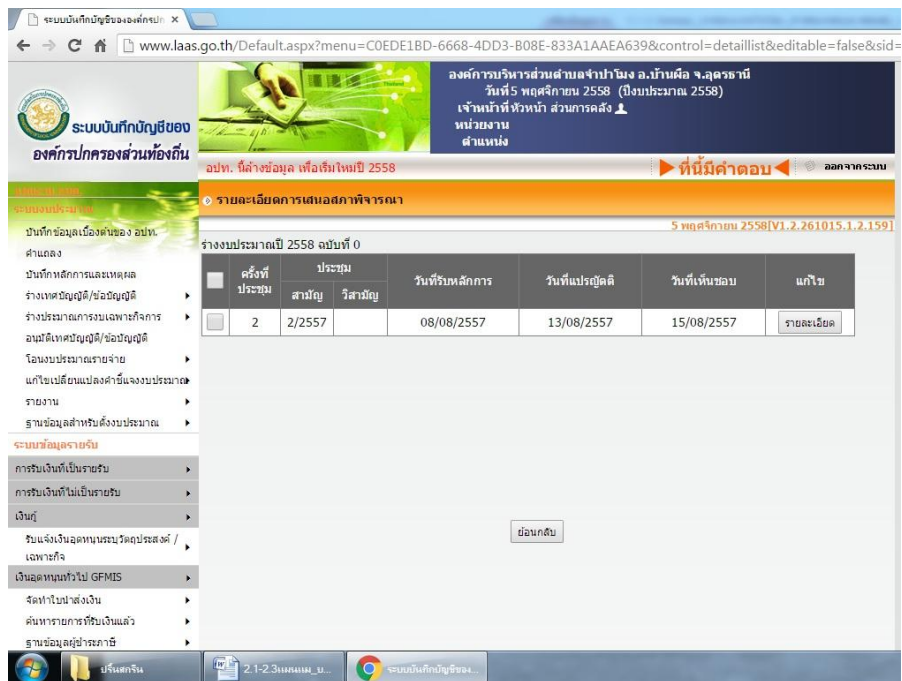 ระบบบันทึกบัญชีขององค์กรปก ×
www.laas.go.th/Default.aspx?menu=C0EDE1BD-6668-4DD3-B08E-833A1AAEA639&control=detaillist&editable=false&sid=
ระบบบันทึกบัญชีของ
องค์กรปกครองส่วนท้องถิ่น
องค์การบริหารส่วนตำบลจำปาโมง อ.บ้านผือ จ.อุดรธานี
วันที่5 พฤศจิกายน 2558 (ปีงบประมาณ 2558)
เจ้าหน้าที่หัวหน้า ส่วนการคลัง
หน่วยงาน
ตำแหน่ง
อปท. นี้ล้างข้อมูล เพื่อเริ่มใหม่ปี 2558
ที่นี่มีคำตอบ
ออกจากระบบ
ระบบงบประมาณ
รายละเอียดการเสนอสภาพิจารณา
5 พฤศจิกายน 2558[V1.2.261015.1.2.159]
บันทึกข้อมูลเบื้องต้นของ อปท.
คำแถลง
บันทึกหลักการและเหตุผล
ร่างเทศบัญญัติ/ข้อบัญญัติ
ร่างประมาณการงบเฉพาะกิจการ
อนุมัติเทศบัญญัติ/ข้อบัญญัติ
โอนงบประมาณรายจ่าย
แก้ไขเปลี่ยนแปลงคำชี้แจงงบประมาณ
รายงาน
ฐานข้อมูลสำหรับตั้งงบประมาณ
ระบบข้อมูลรายรับ
การรับเงินที่เป็นรายรับ
การรับเงินที่ไม่เป็นรายรับ
เงินกู้
รับแจ้งเงินอุดหนุนระบุวัตถุประสงค์ /
เฉพาะกิจ
เงินอุดหนุนทั่วไป GFMIS
จัดทำใบนำส่งเงิน
ค้นหารายการที่รับเงินแล้ว
ฐานข้อมูลผู้ชำระภาษี
ร่างงบประมาณปี 2558 ฉบับที่ 0
ครั้งที่ประชุม ประชุม วันที่รับหลักการ วันที่แปรญัตติ วันที่เห็นชอบ แก้ไข
สามัญ วิสามัญ
2 2/2557 08/08/2557 13/08/2557 15/08/2557 รายละเอียด
ย้อนกลับ
ปริ้นสกรีน
ระบบบันทึกบัญชีของ...